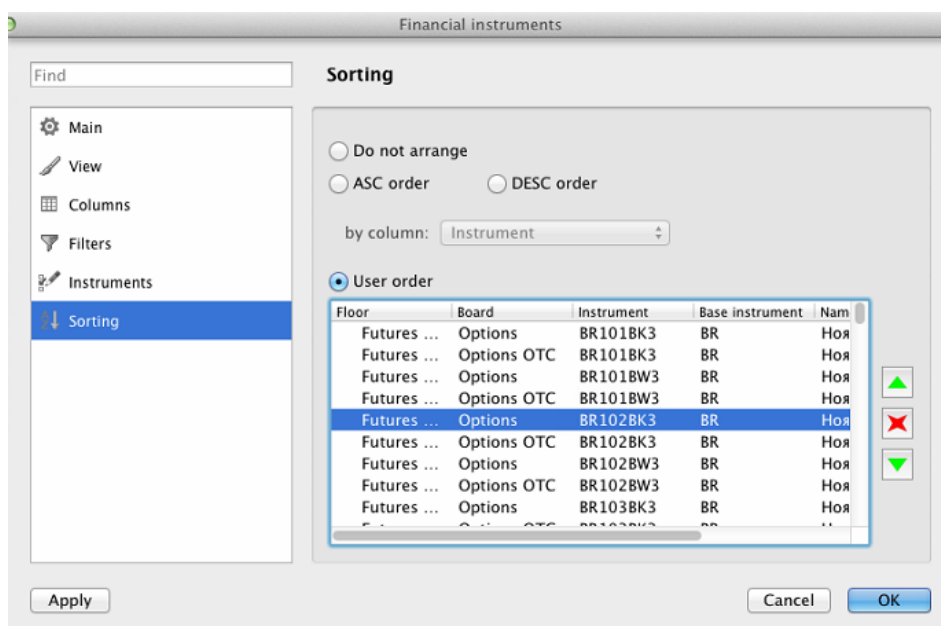 Financial instruments
Find
Sorting
Main
View
Columns
Filters
Instruments
Sorting
Do not arrange
ASC order DESC order
by column: Instrument
User order
Floor Board Instrument Base instrument Nam
Futures ... Options BR101BK3 BR Ноя
Futures ... Options OTC BR101BK3 BR Ноя
Futures ... Options BR101BW3 BR Ноя
Futures ... Options OTC BR101BW3 BR Ноя
Futures ... Options BR102BK3 BR Ноя
Futures ... Options OTC BR102BK3 BR Ноя
Futures ... Options BR102BW3 BR Ноя
Futures ... Options OTC BR102BW3 BR Ноя
Futures ... Options BR103BK3 BR Ноя
Apply Cancel OK